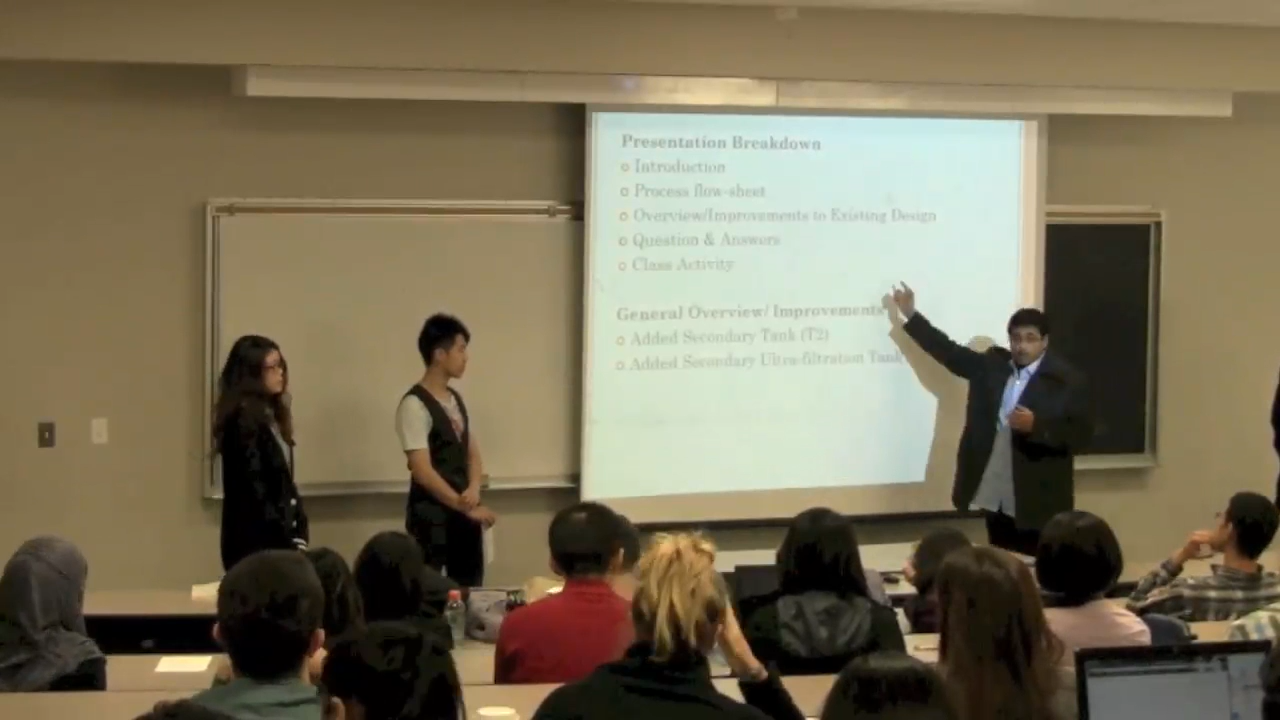 Presentation Breakdown
Introduction
Process flow-sheet
Overview/Improvements to Existing Design
Question & Answers
Class Activity
General Overview/ Improvements
Added Secondary Tank (T2)
Added Secondary Ultra-filtration Tank